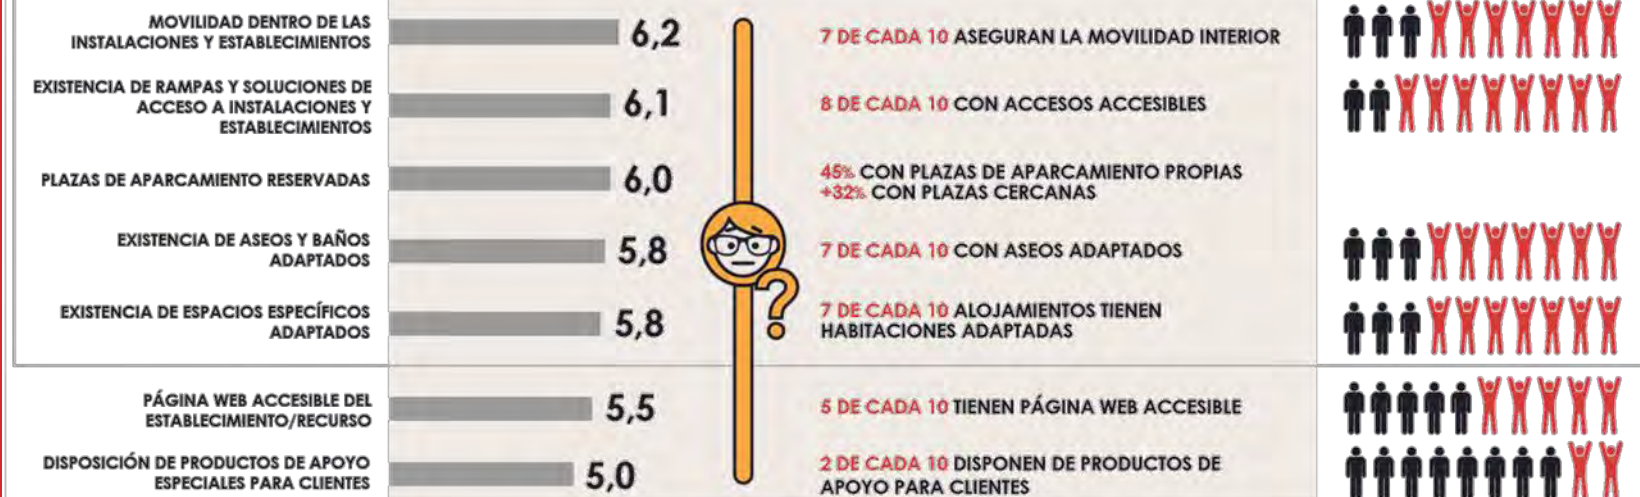 MOVILIDAD DENTRO DE LAS
INSTALACIONES Y ESTABLECIMIENTOS
6,2
7 DE CADA 10 ASEGURAN LA MOVILIDAD INTERIOR
EXISTENCIA DE RAMPAS Y SOLUCIONES DE
ACCESO A INSTALACIONES Y
ESTABLECIMIENTOS
6,1
8 DE CADA 10 CON ACCESOS ACCESIBLES
PLAZAS DE APARCAMIENTO RESERVADAS
6,0
45% CON PLAZAS DE APARCAMIENTO PROPIAS
+32% CON PLAZAS CERCANAS
EXISTENCIA DE ASEOS Y BAÑOS
ADAPTADOS
5,8
7 DE CADA 10 CON ASEOS ADAPTADOS
EXISTENCIA DE ESPACIOS ESPECÍFICOS
ADAPTADOS
5,8
?
7 DE CADA 10 ALOJAMIENTOS TIENEN
HABITACIONES ADAPTADAS
PÁGINA WEB ACCESIBLE DEL
ESTABLECIMIENTO/RECURSO
5,5
5 DE CADA 10 TIENEN PÁGINA WEB ACCESIBLE
DISPOSICIÓN DE PRODUCTOS DE APOYO
ESPECIALES PARA CLIENTES
5,0
2 DE CADA 10 DISPONEN DE PRODUCTOS DE
APOYO PARA CLIENTES